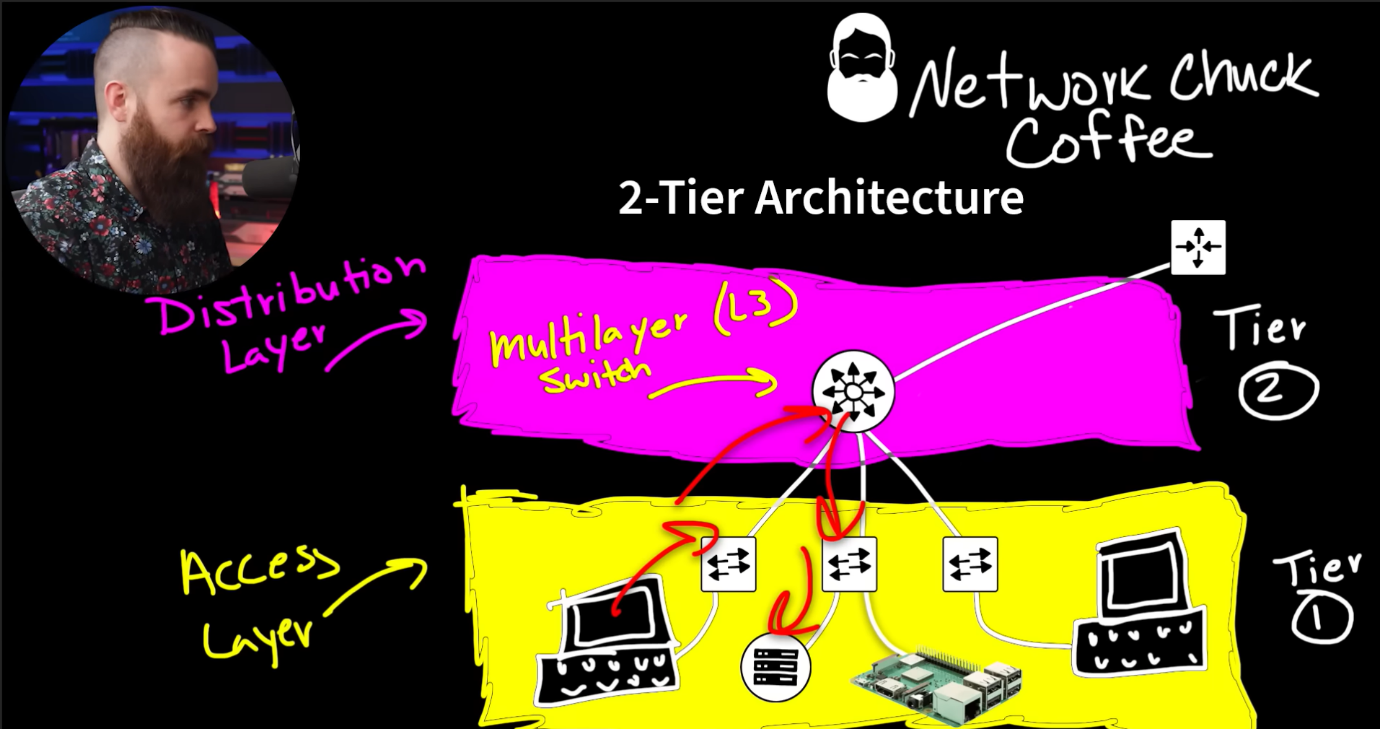 Network Chuck
Coffee
2-Tier Architecture
Distribution
Layer
multilayer (L3)
switch
Tier
2
Access
Layer
Tier
1